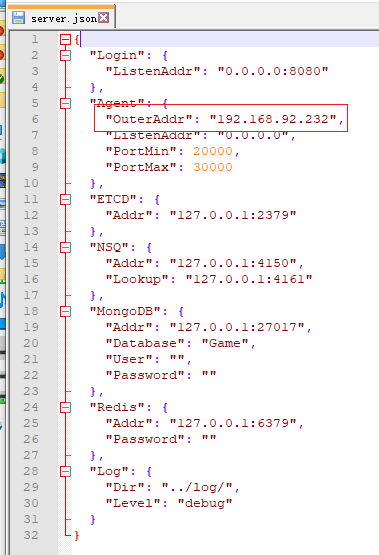 server.json
1 {
2 "Login": {
3 "ListenAddr": "0.0.0.0:8080"
4 },
5 "Agent": {
6 "OuterAddr": "192.168.92.232",
7 "ListenAddr": "0.0.0.0",
8 "PortMin": 20000,
9 "PortMax": 30000
10 },
11 "ETCD": {
12 "Addr": "127.0.0.1:2379"
13 },
14 "NSQ": {
15 "Addr": "127.0.0.1:4150",
16 "Lookup": "127.0.0.1:4161"
17 },
18 "MongoDB": {
19 "Addr": "127.0.0.1:27017",
20 "Database": "Game",
21 "User": "",
22 "Password": ""
23 },
24 "Redis": {
25 "Addr": "127.0.0.1:6379",
26 "Password": ""
27 },
28 "Log": {
29 "Dir": "../log/",
30 "Level": "debug"
31 }
32 }